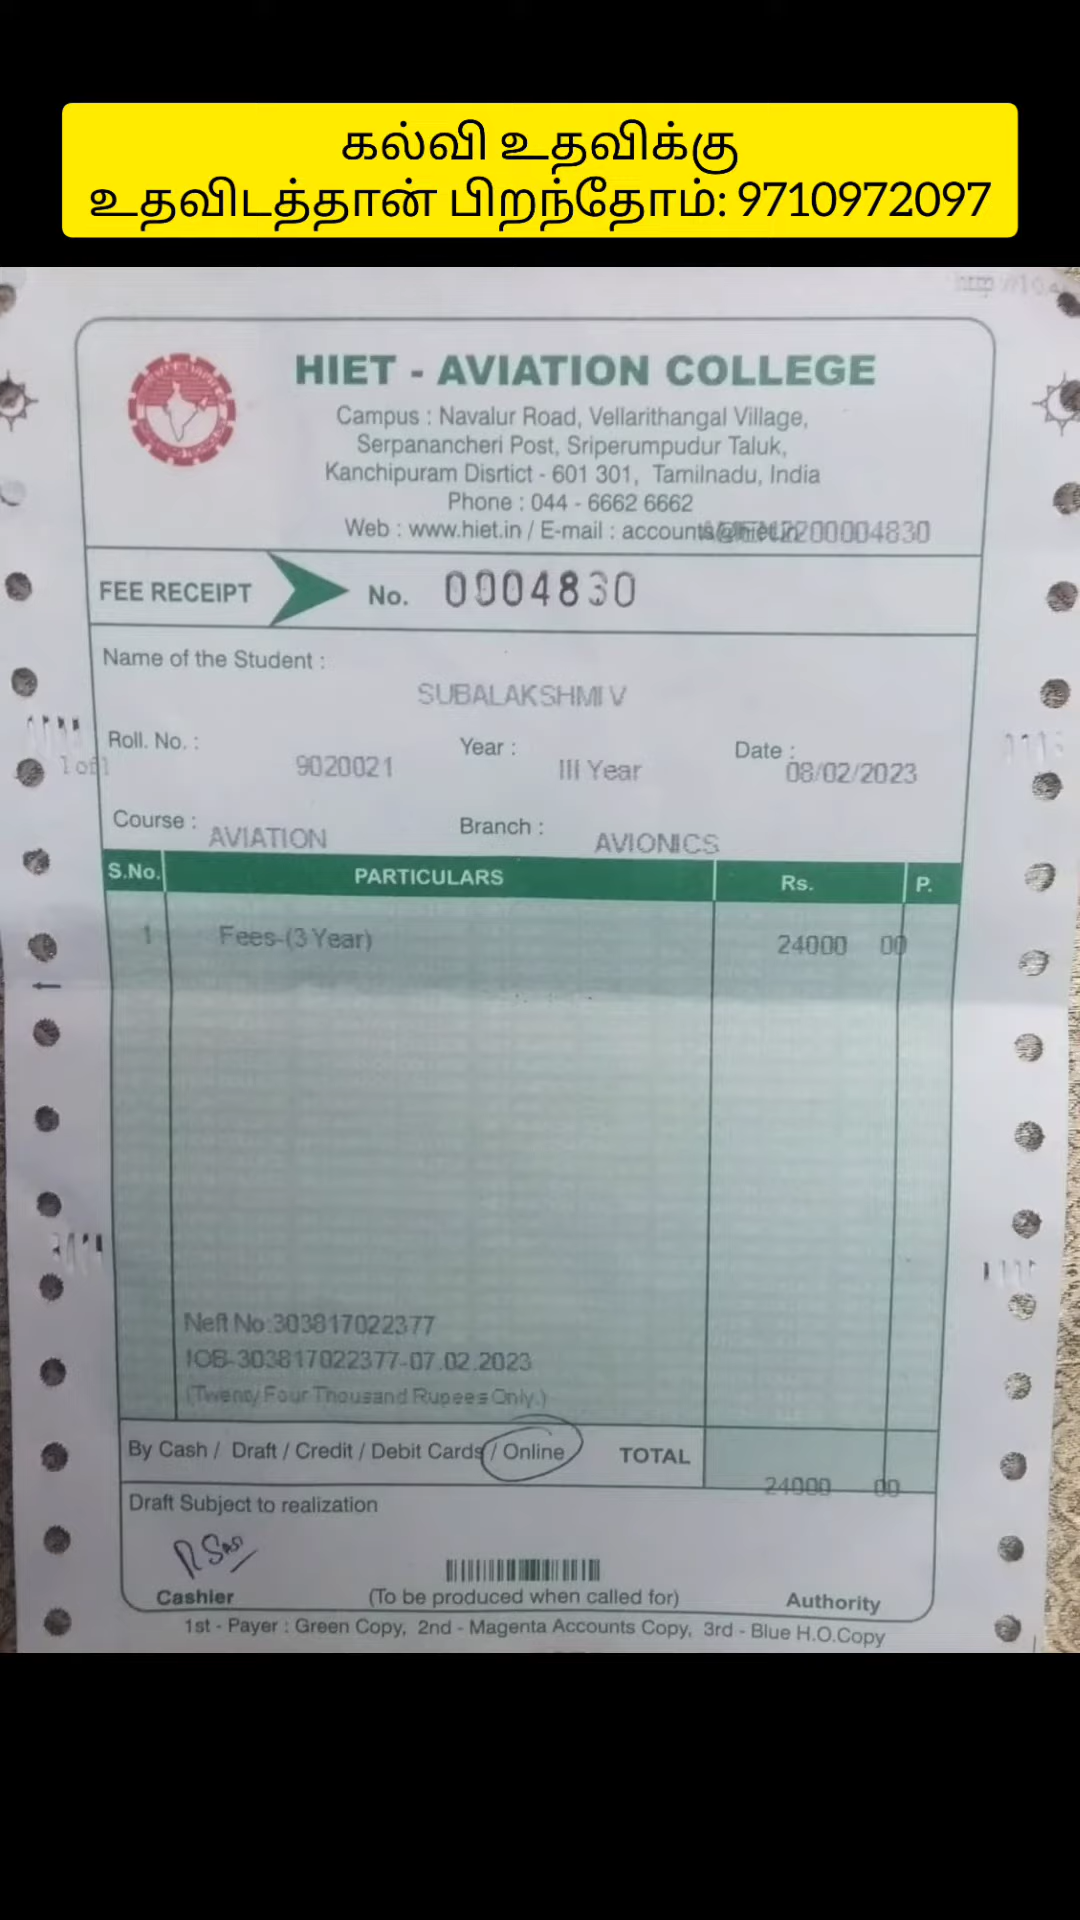 கல்வி உதவிக்கு
உதவிடத்தான் பிறந்தோம்: 9710972097
HIET - AVIATION COLLEGE
Campus : Navalur Road, Vellarithangal Village,
Serpanancheri Post, Sriperumpudur Taluk,
Kanchipuram Disrtict - 601 301, Tamilnadu, India
Phone : 044 - 6662 6662
Web : www.hiet.in / E-mail : accounts@hiet.in
FEE RECEIPT No. 0004830
Name of the Student :
SUBALAKSHMI V
Roll. No. : 9020021 Year : III Year Date : 08/02/2023
1 of 1
Course : AVIATION Branch : AVIONICS
S.No. PARTICULARS Rs. P.
1 Fees-(3 Year) 24000 00
Neft No:303817022377
IOB-303817022377-07.02.2023
(Twenty Four Thousand Rupees Only.)
By Cash / Draft / Credit / Debit Cards / Online TOTAL
24000 00
Draft Subject to realization
Cashier (To be produced when called for) Authority
1st - Payer : Green Copy, 2nd - Magenta Accounts Copy, 3rd - Blue H.O.Copy